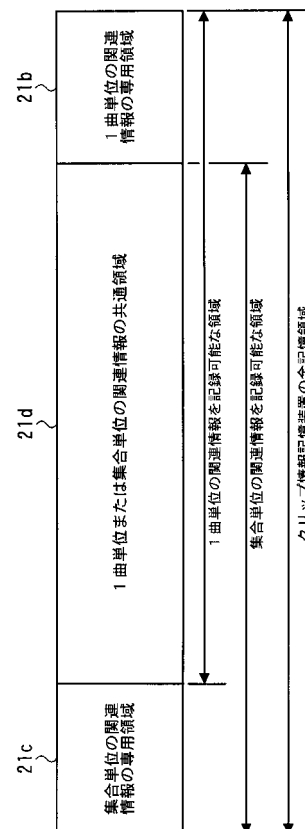 21c
21d
21b
集合単位の関連
情報の専用領域
1曲単位または集合単位の関連情報の共通領域
1曲単位の関連
情報の専用領域
1曲単位の関連情報を記録可能な領域
集合単位の関連情報を記録可能な領域
クリップ情報記憶装置の全記憶領域